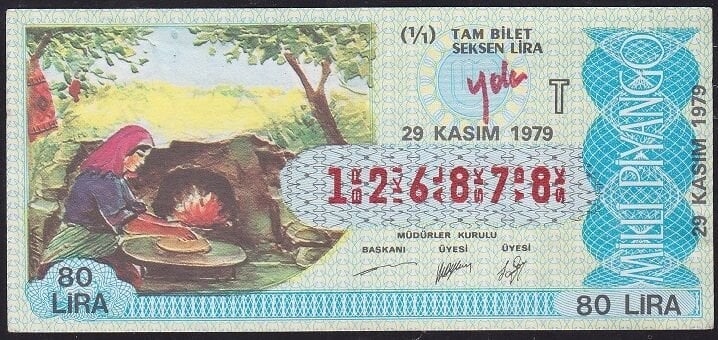 (1/1) TAM BİLET
SEKSEN LİRA
T
29 KASIM 1979
1 2 6 8 7 8
MÜDÜRLER KURULU
BAŞKANI ÜYESİ ÜYESİ
80
LİRA
80 LİRA
MİLLİ PİYANGO
29 KASIM 1979